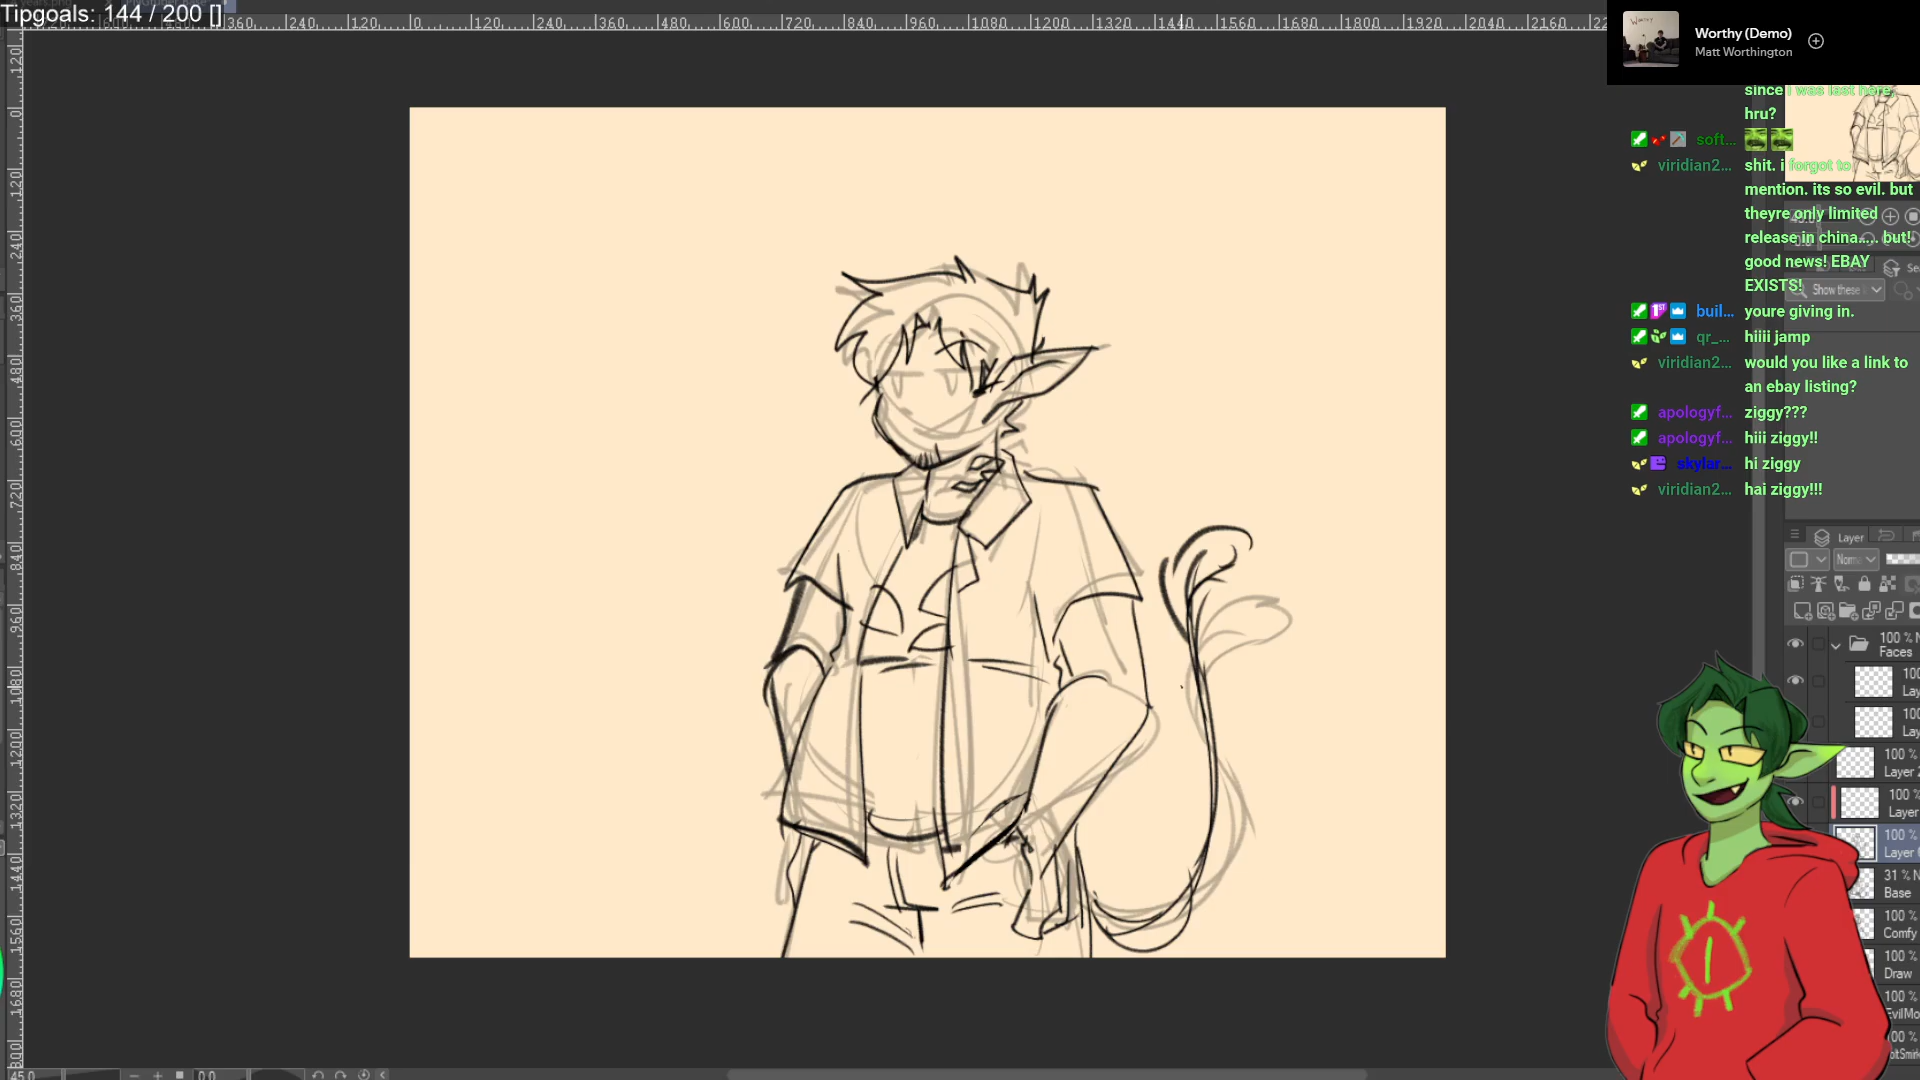 Tipgoals: 144 / 200 []
Worthy (Demo)
Matt Worthington
since i was last here,
hru?
soft...
viridian2... shit. i forgot to
mention. its so evil. but
theyre only limited
release in china..... but!
good news! EBAY
EXISTS!
Show these
buil... youre giving in.
qr_... hiiii jamp
viridian2... would you like a link to
an ebay listing?
apologyf... ziggy???
apologyf... hiii ziggy!!
skylar... hi ziggy
viridian2... hai ziggy!!!
Layer
Norm
100 % N
Faces
100
Lay
100
Lay
100 %
Layer
100 %
Layer
100 %
Layer
31 % N
Base
100 %
Comfy
100 %
Draw
100 %
EvilMo
45.0
0.0